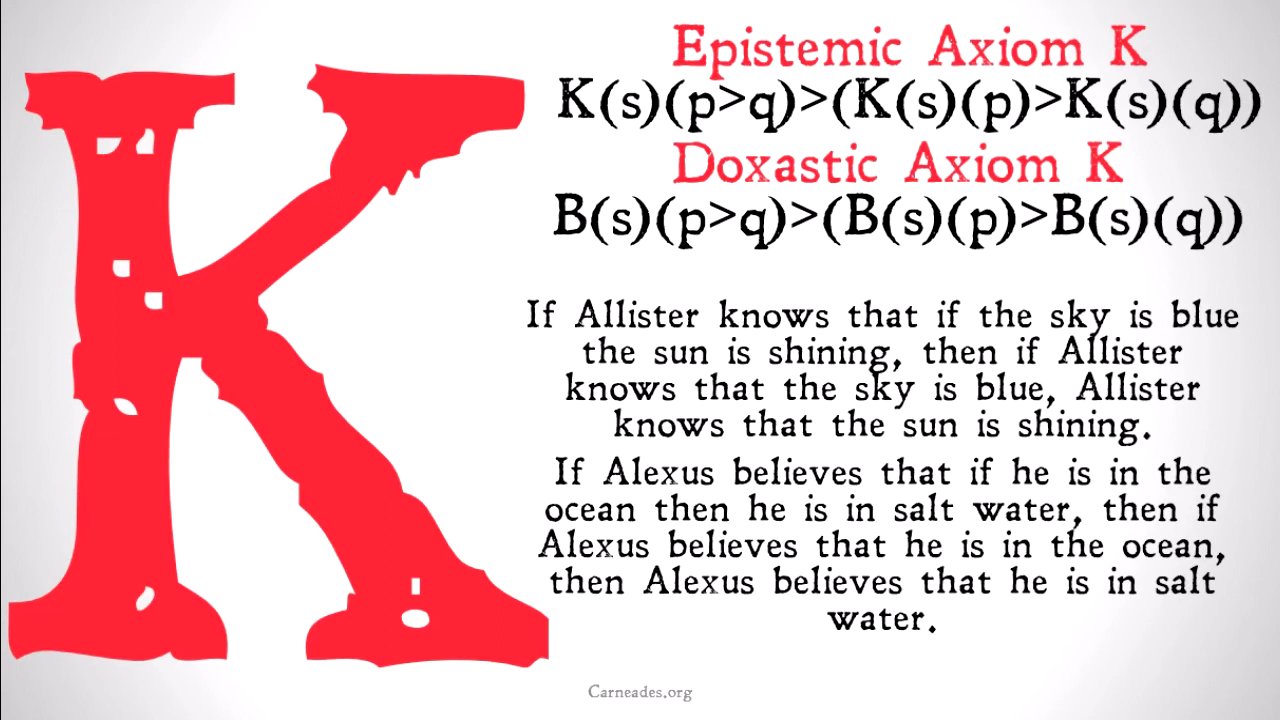 K
Epistemic Axiom K
K(s)(p>q)>(K(s)(p)>K(s)(q))
Doxastic Axiom K
B(s)(p>q)>(B(s)(p)>B(s)(q))
If Allister knows that if the sky is blue
the sun is shining, then if Allister
knows that the sky is blue, Allister
knows that the sun is shining.
If Alexus believes that if he is in the
ocean then he is in salt water, then if
Alexus believes that he is in the ocean,
then Alexus believes that he is in salt
water.
Carneades.org